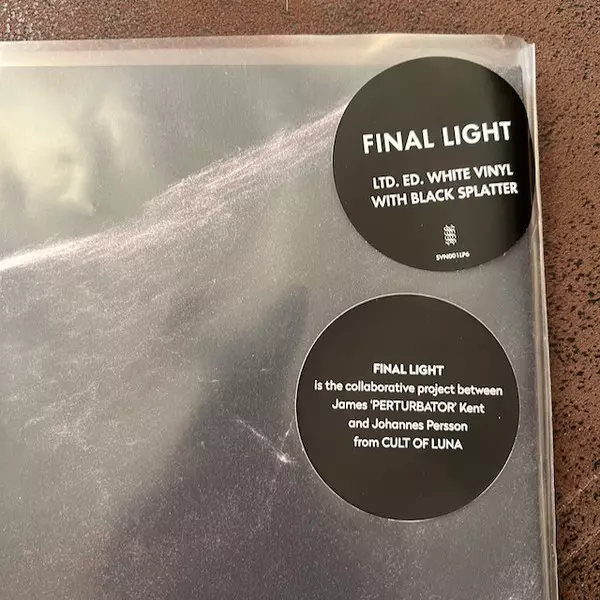 FINAL LIGHT
LTD. ED. WHITE VINYL
WITH BLACK SPLATTER
SVN001LP6
FINAL LIGHT
is the collaborative project between
James 'PERTURBATOR' Kent
and Johannes Persson
from CULT OF LUNA